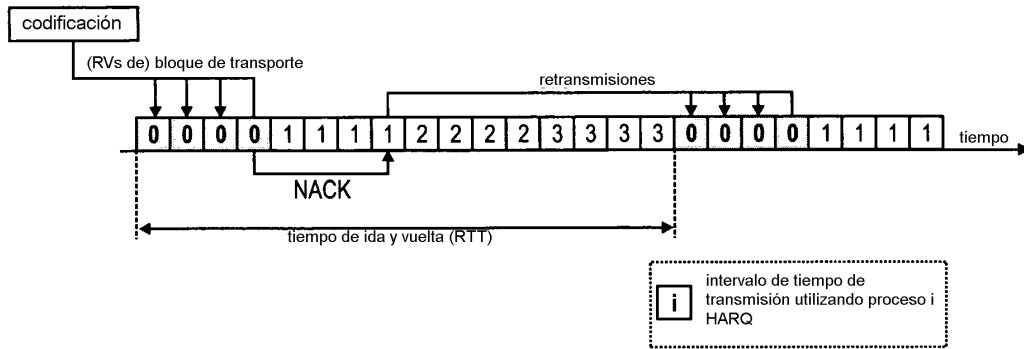 codificación
(RVs de) bloque de transporte
retransmisiones
0 0 0 0 1 1 1 1 2 2 2 2 3 3 3 3 0 0 0 0 1 1 1 1
tiempo
NACK
tiempo de ida y vuelta (RTT)
i
intervalo de tiempo de
transmisión utilizando proceso i
HARQ